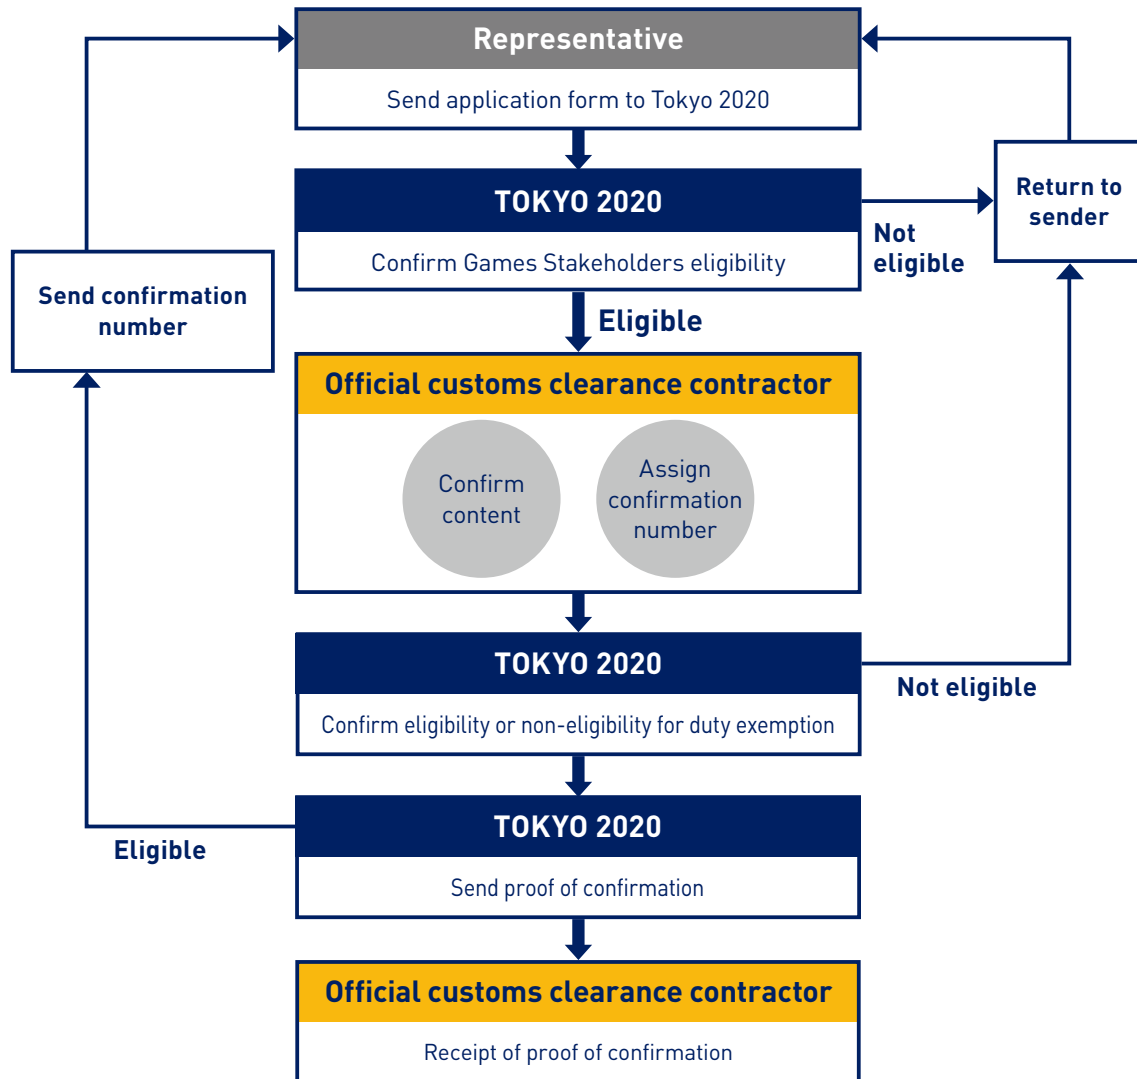 Representative
Send application form to Tokyo 2020
TOKYO 2020
Confirm Games Stakeholders eligibility
Not
eligible
Return to
sender
Send confirmation
number
Eligible
Official customs clearance contractor
Confirm
content
Assign
confirmation
number
TOKYO 2020
Confirm eligibility or non-eligibility for duty exemption
Not eligible
TOKYO 2020
Send proof of confirmation
Eligible
Official customs clearance contractor
Receipt of proof of confirmation